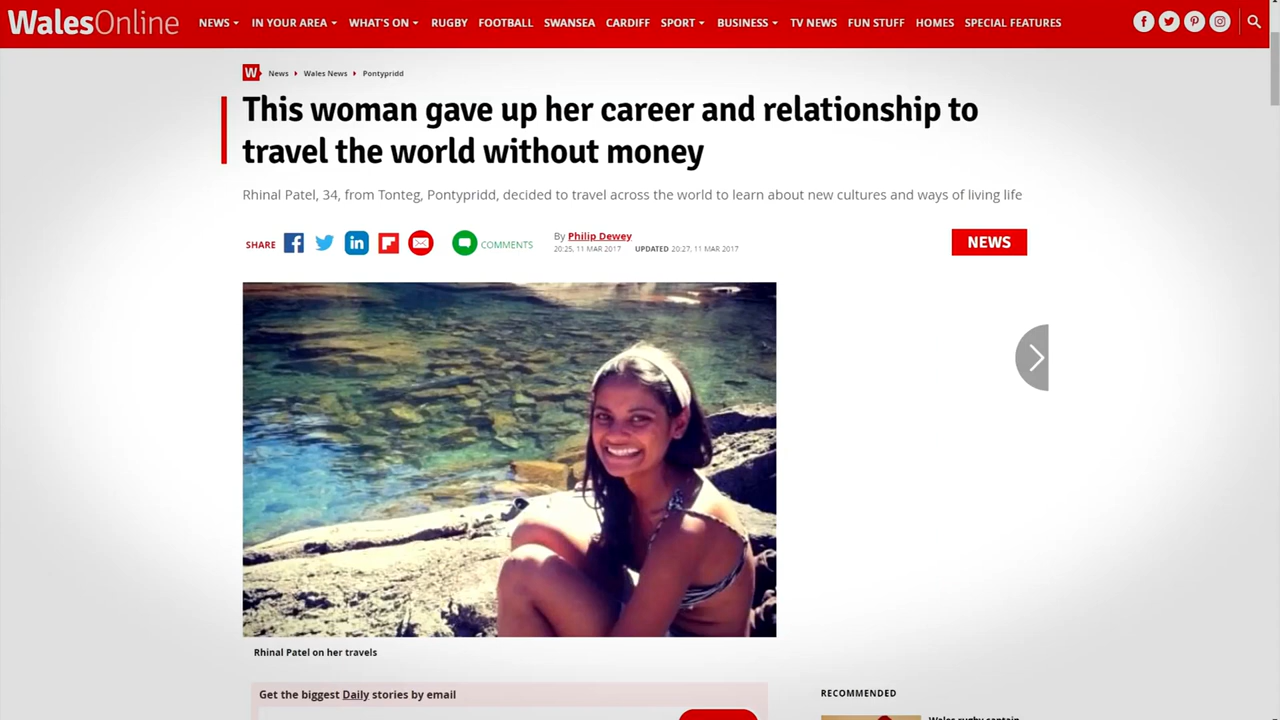 WalesOnline
NEWS IN YOUR AREA WHAT'S ON RUGBY FOOTBALL SWANSEA CARDIFF SPORT BUSINESS TV NEWS FUN STUFF HOMES SPECIAL FEATURES
W News Wales News Pontypridd
This woman gave up her career and relationship to
travel the world without money
Rhinal Patel, 34, from Tonteg, Pontypridd, decided to travel across the world to learn about new cultures and ways of living life
SHARE COMMENTS
By Philip Dewey
20:25, 11 MAR 2017 UPDATED 20:27, 11 MAR 2017
NEWS
Rhinal Patel on her travels
Get the biggest Daily stories by email
RECOMMENDED
Wales rugby captain